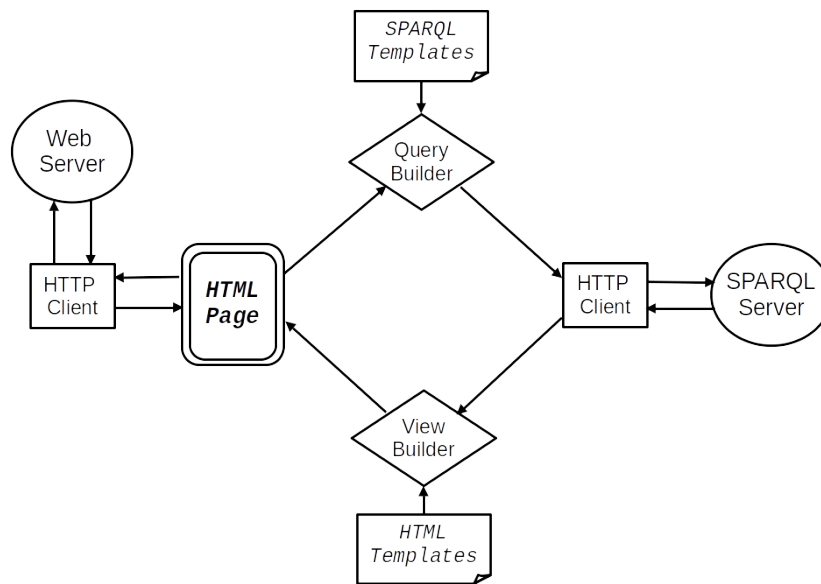 SPARQL
Templates
Web
Server
Query
Builder
HTTP
Client
HTML
Page
HTTP
Client
SPARQL
Server
View
Builder
HTML
Templates